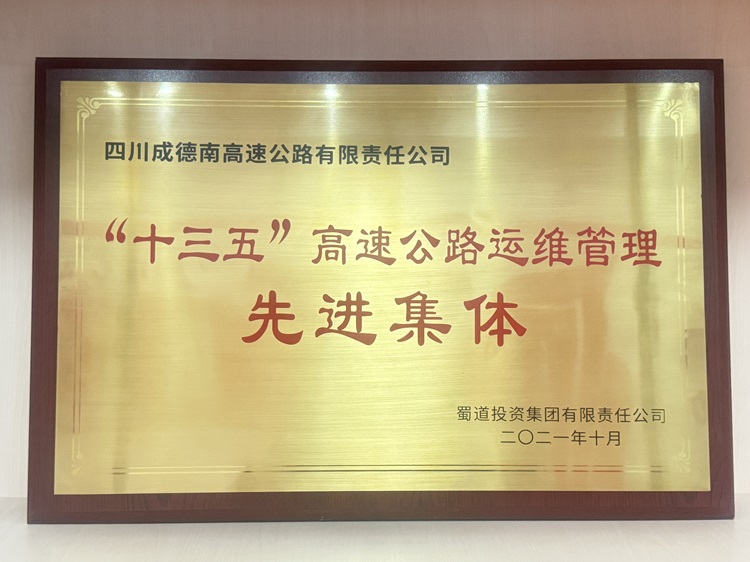 四川成德南高速公路有限责任公司
“十三五”高速公路运维管理
先进集体
蜀道投资集团有限责任公司
二〇二一年十月